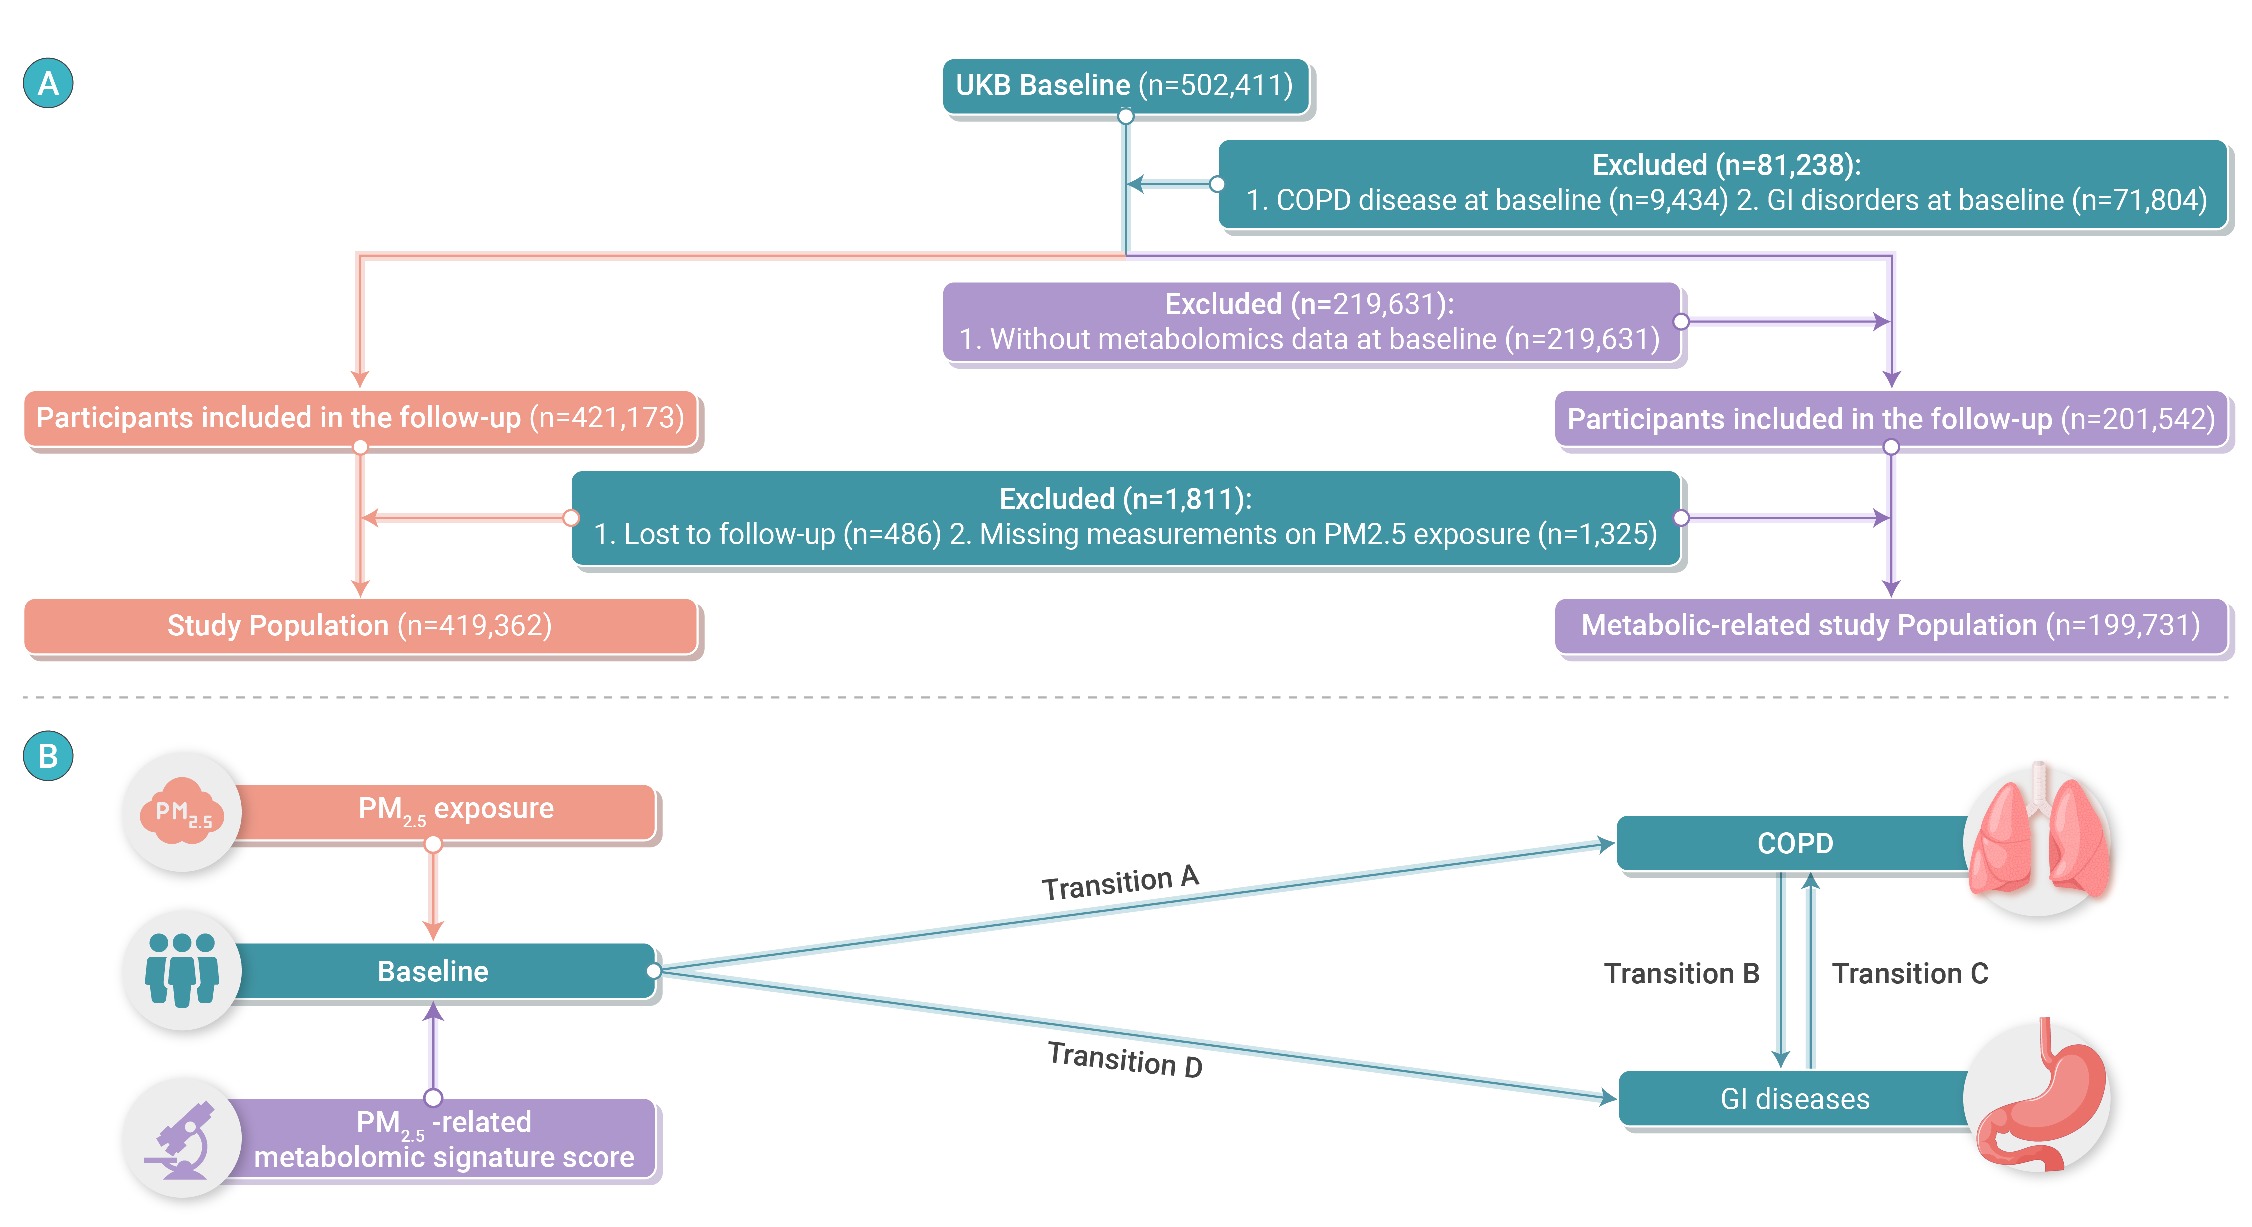 A
UKB Baseline (n=502,411)
Excluded (n=81,238):
1. COPD disease at baseline (n=9,434) 2. GI disorders at baseline (n=71,804)
Excluded (n=219,631):
1. Without metabolomics data at baseline (n=219,631)
Participants included in the follow-up (n=421,173)
Participants included in the follow-up (n=201,542)
Excluded (n=1,811):
1. Lost to follow-up (n=486) 2. Missing measurements on PM2.5 exposure (n=1,325)
Study Population (n=419,362)
Metabolic-related study Population (n=199,731)
B
PM2.5
PM2.5 exposure
COPD
Transition A
Baseline
Transition B
Transition C
Transition D
GI diseases
PM2.5 -related
metabolomic signature score